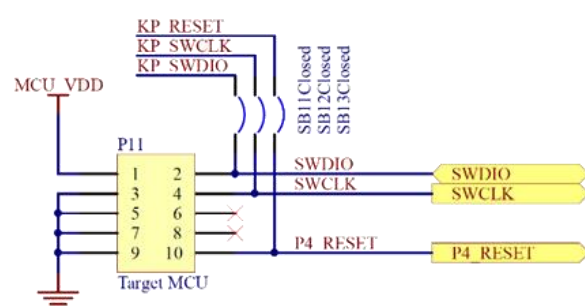 KP_RESET
KP_SWCLK
KP_SWDIO
MCU_VDD
SB11Closed
SB12Closed
SB13Closed
P11
1 2
3 4
5 6
7 8
9 10
SWDIO
SWDIO
SWCLK
SWCLK
P4_RESET
P4_RESET
Target MCU